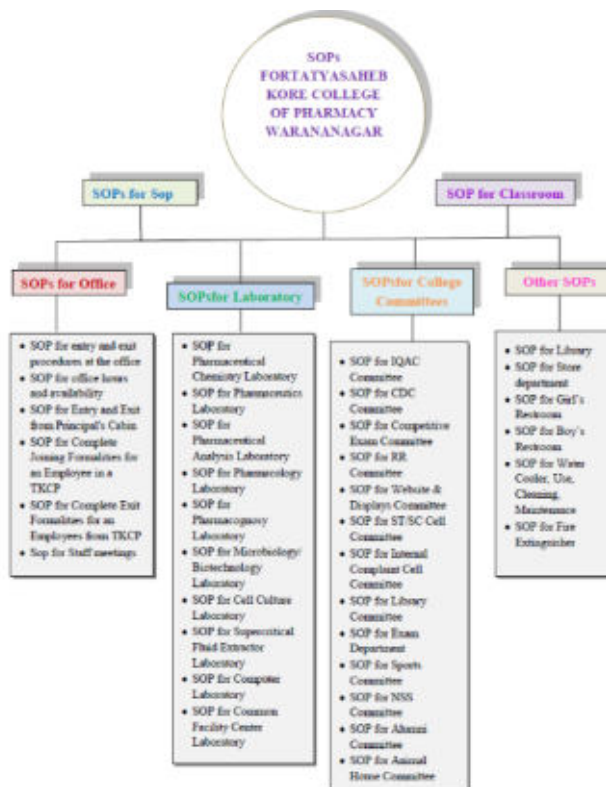 SOPs
FORTATYASAHEB
KORE COLLEGE
OF PHARMACY
WARANANAGAR
SOPs for Sop
SOP for Classroom
SOPs for Office
SOPsfor Laboratory
SOPsfor College
Committees
Other SOPs
• SOP for entry and exit
procedures at the office
• SOP for office hours
and availability
• SOP for Entry and Exit
from Principal's Cabin
• SOP for Complete
Joining Formalities for
an Employee in a
TKCP
• SOP for Complete Exit
Formalities for an
Employees from TKCP
• Sop for Staff meetings
• SOP for
Pharmaceutical
Chemistry Laboratory
• SOP for Pharmaceutics
Laboratory
• SOP for
Pharmaceutical
Analysis Laboratory
• SOP for Pharmacology
Laboratory
• SOP for
Pharmacognosy
Laboratory
• SOP for Microbiology/
Biotechnology
Laboratory
• SOP for Cell Culture
Laboratory
• SOP for Supercritical
Fluid Extractor
Laboratory
• SOP for Computer
Laboratory
• SOP for Common
Facility Center
Laboratory
• SOP for IQAC
Committee
• SOP for CDC
Committee
• SOP for Competitive
Exam Committee
• SOP for RR
Committee
• SOP for Website &
Displays Committee
• SOP for ST/SC Cell
Committee
• SOP for Internal
Complaint Cell
Committee
• SOP for Library
Committee
• SOP for Exam
Department
• SOP for Sports
Committee
• SOP for NSS
Committee
• SOP for Alumni
Committee
• SOP for Animal
Home Committee
• SOP for Library
• SOP for Store
department
• SOP for Girl's
Restroom
• SOP for Boy's
Restroom
• SOP for Water
Cooler, Use,
Cleaning,
Maintenance
• SOP for Fire
Extinguisher